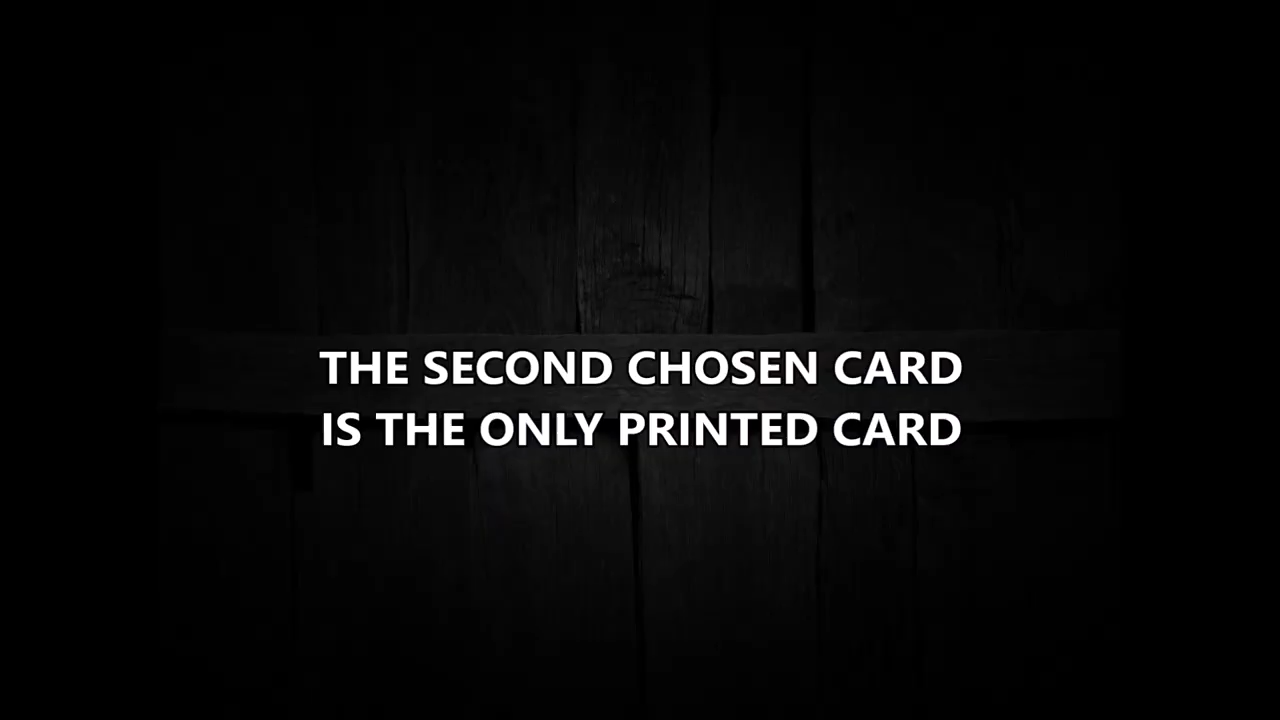 THE SECOND CHOSEN CARD
IS THE ONLY PRINTED CARD